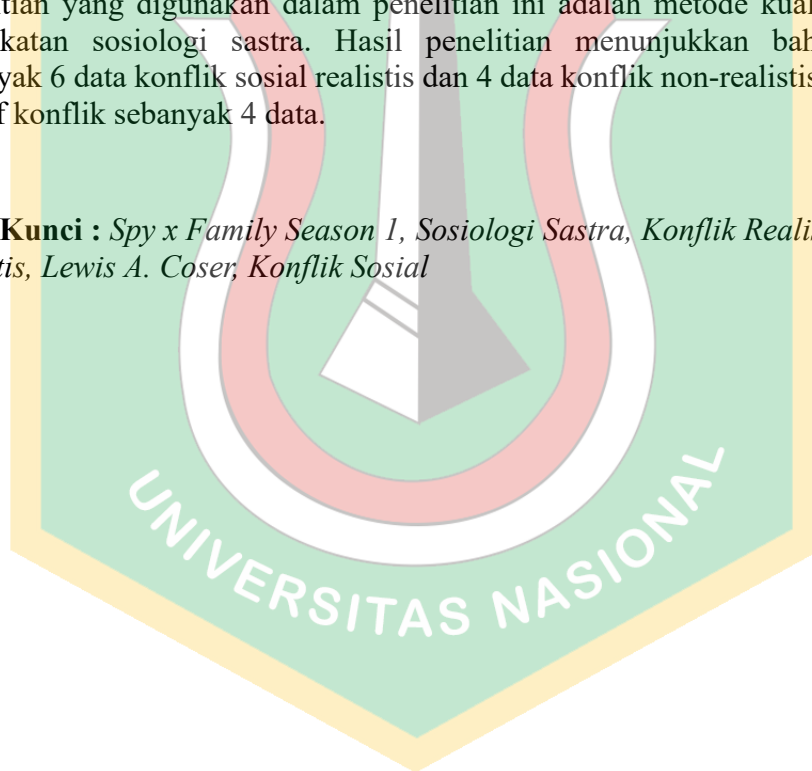 tian yang digunakan dalam penelitian ini adalah metode kual
katan sosiologi sastra. Hasil penelitian menunjukkan bah
yak 6 data konflik sosial realistis dan 4 data konflik non-realistis
f konflik sebanyak 4 data.
Kunci : Spy x Family Season 1, Sosiologi Sastra, Konflik Reali
tis, Lewis A. Coser, Konflik Sosial
UNIVERSITAS NASIONAL